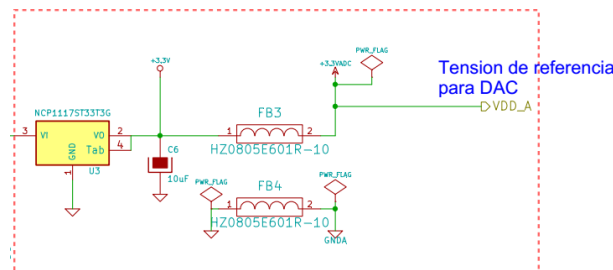 +3.3V
PWR_FLAG
+3.3VADC
Tension de referencia
para DAC
VDD_A
NCP1117ST33T3G
3 VI VO 2
Tab 4
GND
1
U3
C6
10uF
FB3
1 2
HZ0805E601R-10
PWR_FLAG
FB4
PWR_FLAG
1 2
HZ0805E601R-10
GNDA